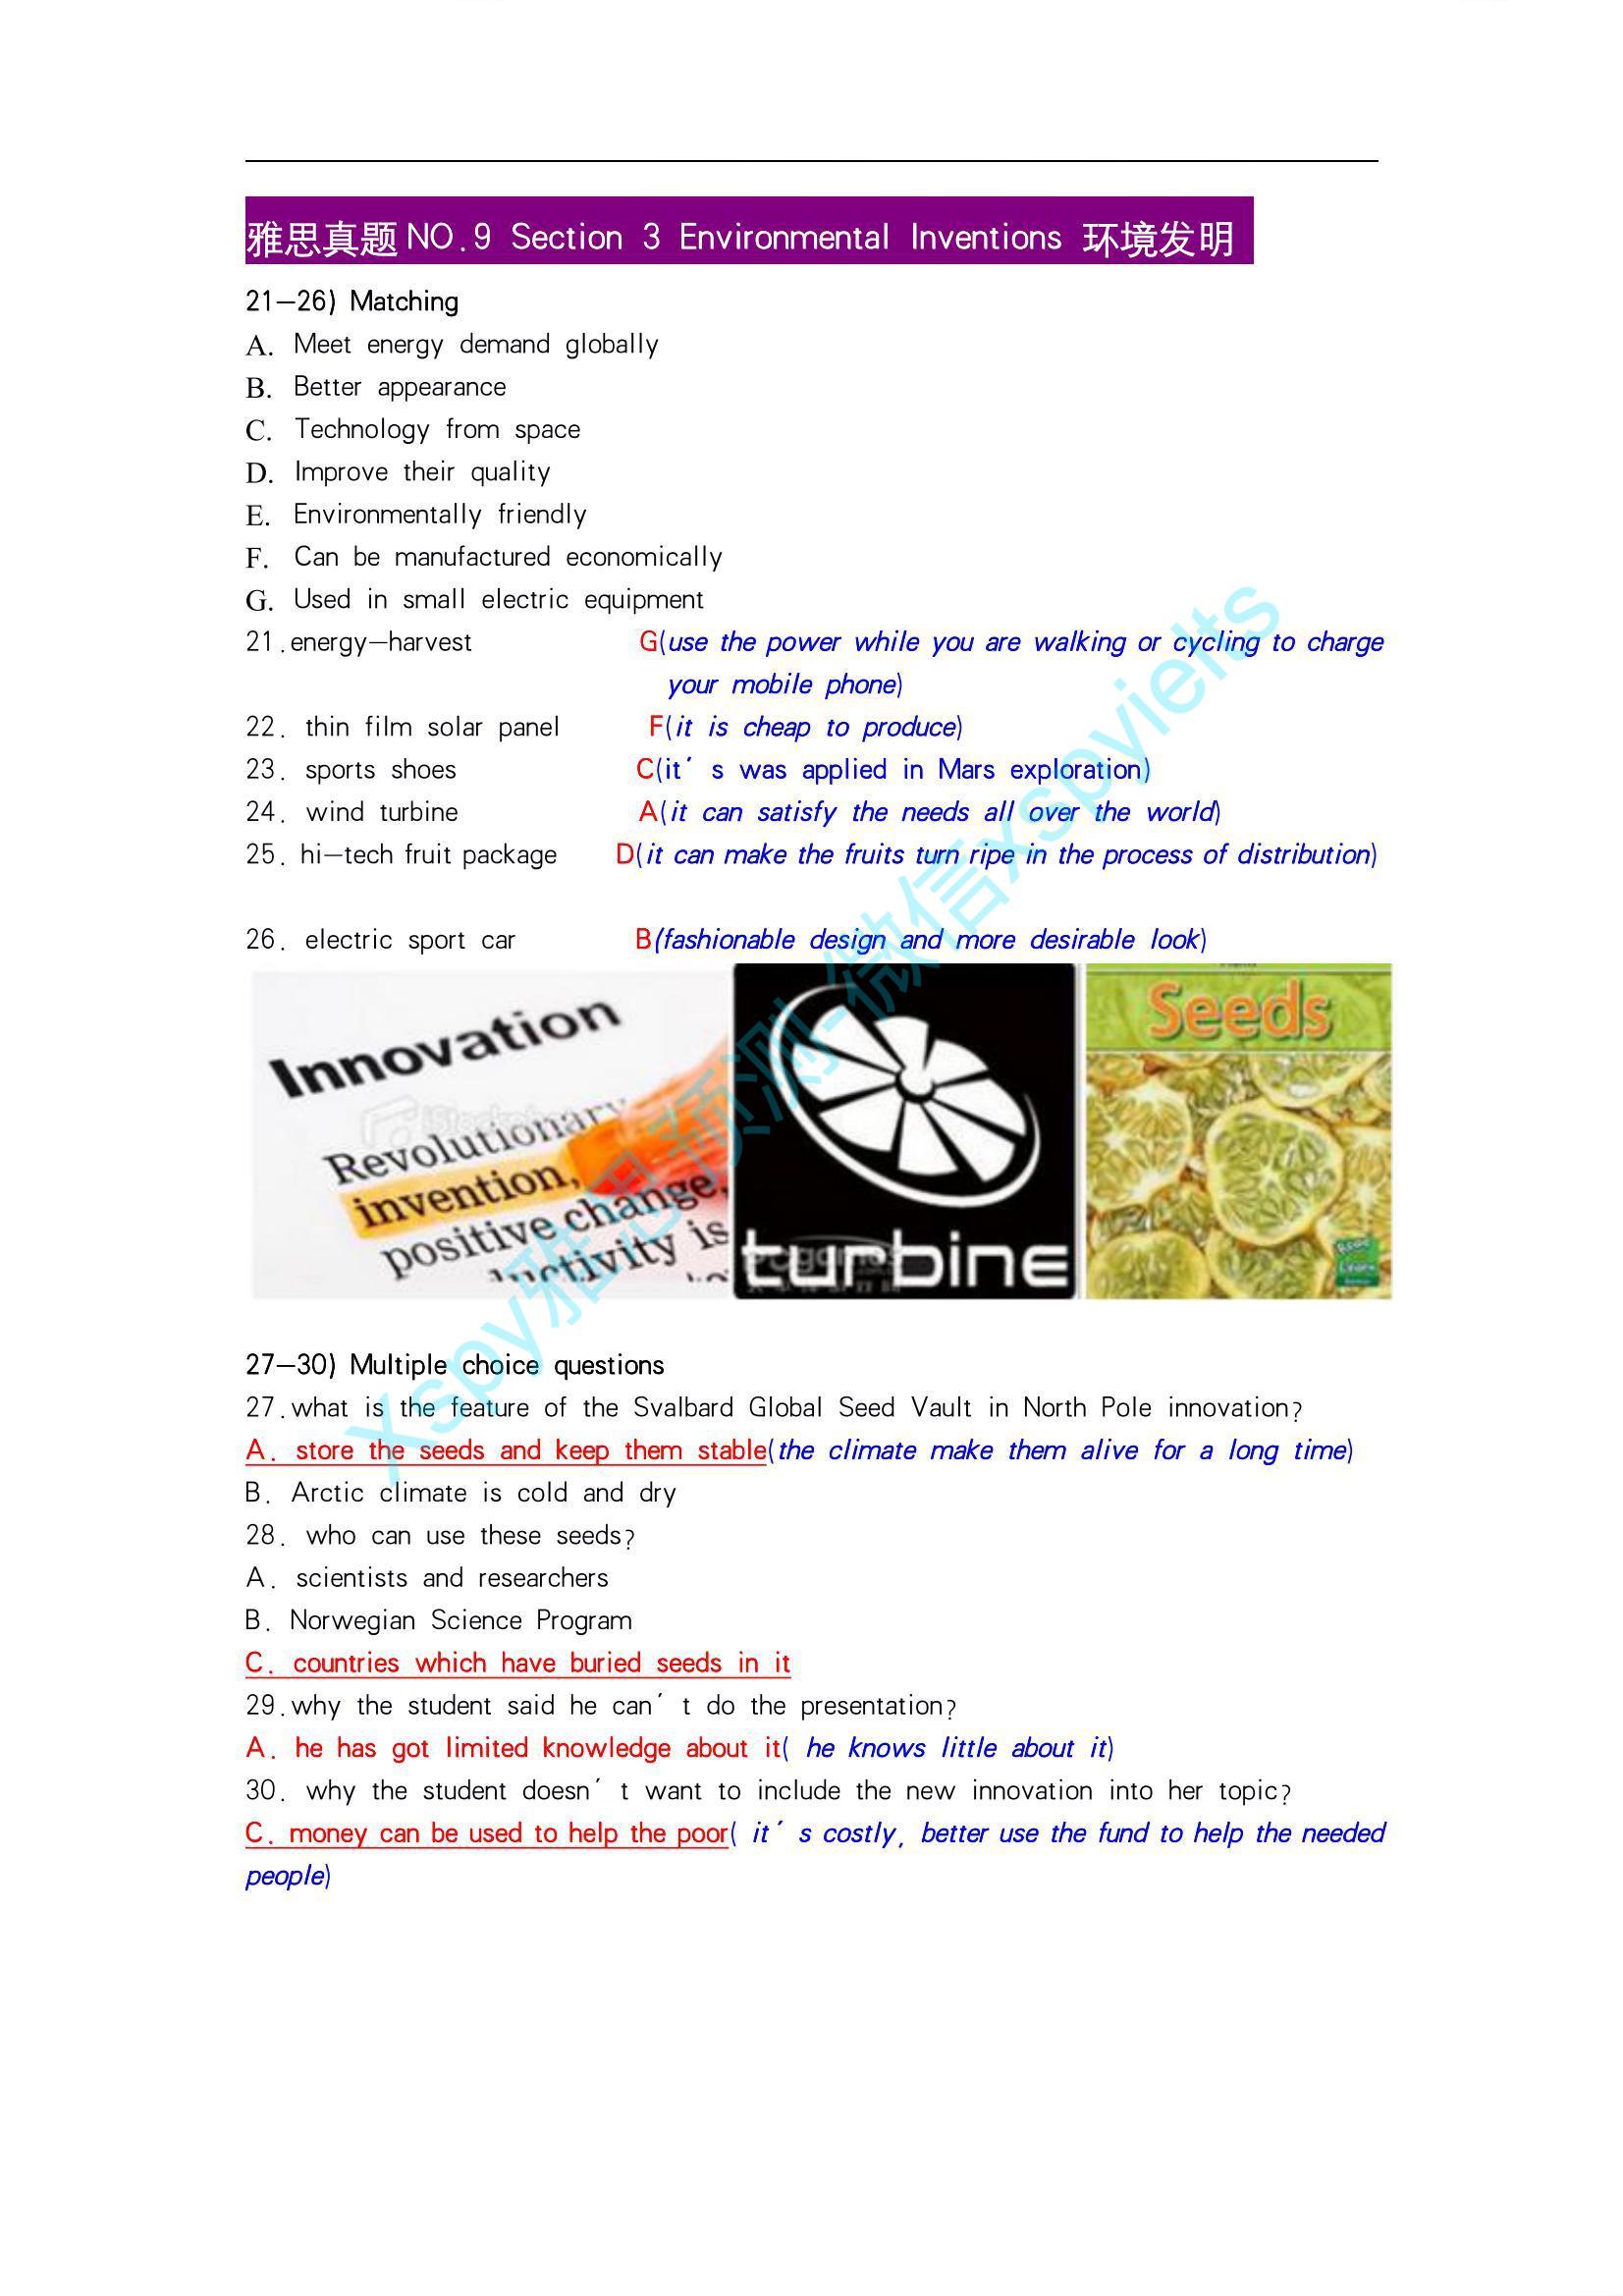 雅思真题 NO.9 Section 3 Environmental Inventions 环境发明
21-26) Matching
A. Meet energy demand globally
B. Better appearance
C. Technology from space
D. Improve their quality
E. Environmentally friendly
F. Can be manufactured economically
G. Used in small electric equipment
21.energy-harvest G(use the power while you are walking or cycling to charge
your mobile phone)
22. thin film solar panel F(it is cheap to produce)
23. sports shoes C(it's was applied in Mars exploration)
24. wind turbine A(it can satisfy the needs all over the world)
25. hi-tech fruit package D(it can make the fruits turn ripe in the process of distribution)
26. electric sport car B(fashionable design and more desirable look)
Innovation
Revolutionary
invention,
positive change,
uctivity is
turbine
Seeds
Read
Learn
27-30) Multiple choice questions
27.what is the feature of the Svalbard Global Seed Vault in North Pole innovation?
A. store the seeds and keep them stable(the climate make them alive for a long time)
B. Arctic climate is cold and dry
28. who can use these seeds?
A. scientists and researchers
B. Norwegian Science Program
C. countries which have buried seeds in it
29.why the student said he can't do the presentation?
A. he has got limited knowledge about it( he knows little about it)
30. why the student doesn't want to include the new innovation into her topic?
C. money can be used to help the poor( it's costly, better use the fund to help the needed
people)
Xspy雅思预测-微信xspyielts